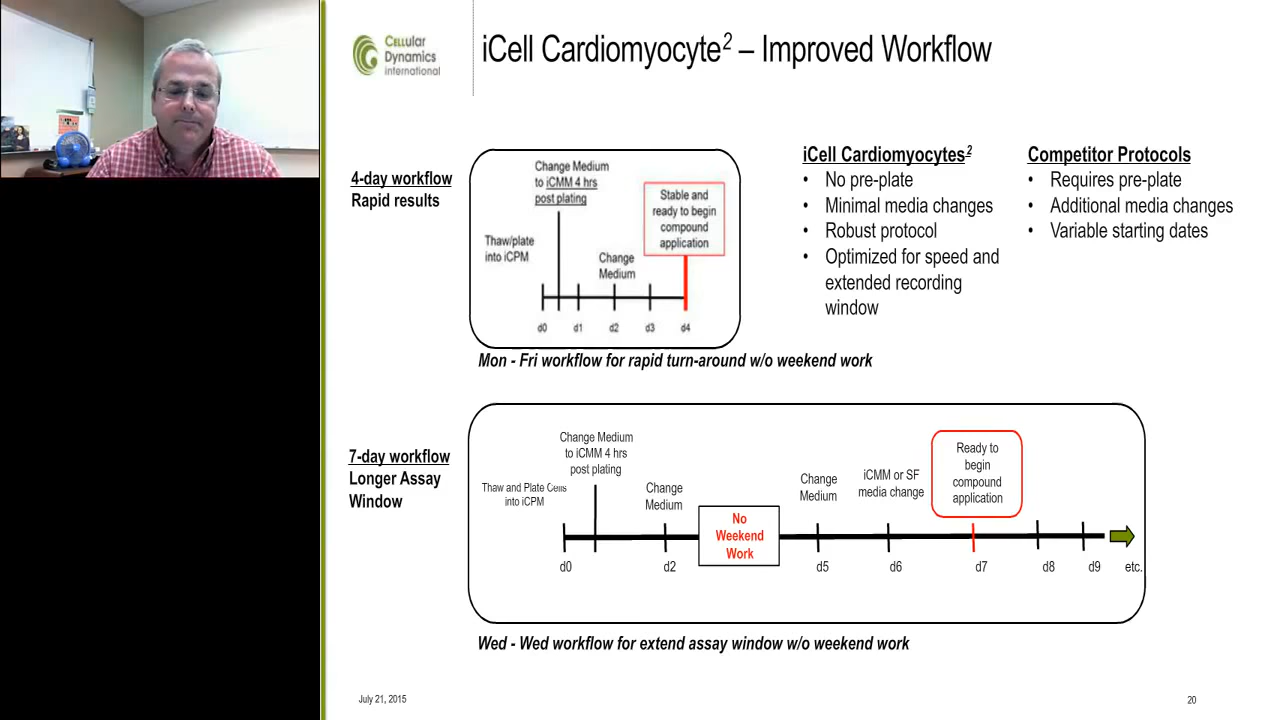 CELLular
Dynamics
international
iCell Cardiomyocyte2 – Improved Workflow
4-day workflow
Rapid results
Change Medium
to iCMM 4 hrs
post plating
Thaw/plate
into iCPM
Change
Medium
Stable and
ready to begin
compound
application
d0
d1
d2
d3
d4
Mon - Fri workflow for rapid turn-around w/o weekend work
iCell Cardiomyocytes2
• No pre-plate
• Minimal media changes
• Robust protocol
• Optimized for speed and
extended recording
window
Competitor Protocols
• Requires pre-plate
• Additional media changes
• Variable starting dates
7-day workflow
Longer Assay
Window
Change Medium
to iCMM 4 hrs
post plating
Thaw and Plate Cells
into iCPM
Change
Medium
No
Weekend
Work
Change
Medium
iCMM or SF
media change
Ready to
begin
compound
application
d0
d2
d5
d6
d7
d8
d9
etc.
Wed - Wed workflow for extend assay window w/o weekend work
July 21, 2015
20